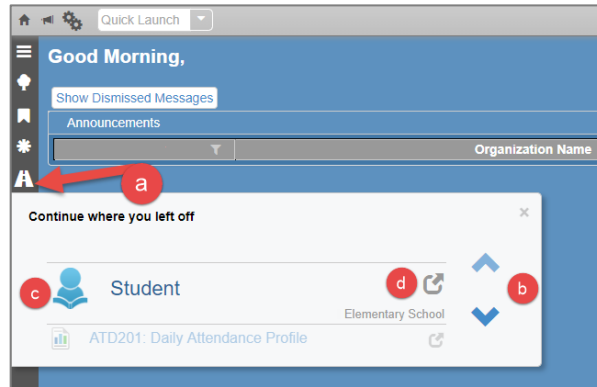 Quick Launch
Good Morning,
Show Dismissed Messages
Announcements
Organization Name
a
Continue where you left off
×
c
Student
d
b
Elementary School
ATD201: Daily Attendance Profile